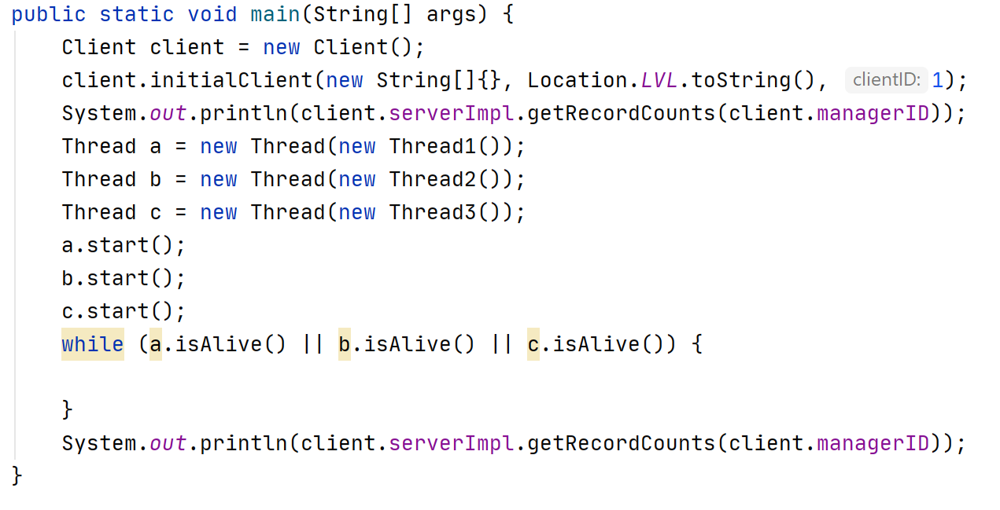 public static void main(String[] args) {
    Client client = new Client();
    client.initialClient(new String[]{}, Location.LVL.toString(), clientID: 1);
    System.out.println(client.serverImpl.getRecordCounts(client.managerID));
    Thread a = new Thread(new Thread1());
    Thread b = new Thread(new Thread2());
    Thread c = new Thread(new Thread3());
    a.start();
    b.start();
    c.start();
    while (a.isAlive() || b.isAlive() || c.isAlive()) {

    }
    System.out.println(client.serverImpl.getRecordCounts(client.managerID));
}